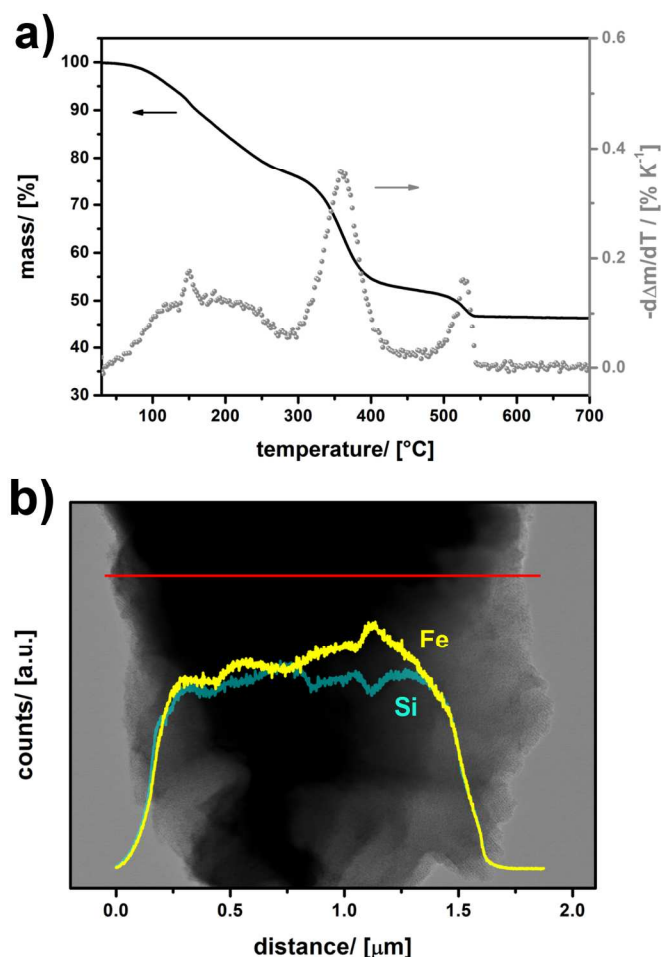 a)
100
90
80
70
60
50
40
30
mass/ [%]
0.6
0.4
0.2
0.0
-dΔm/dT / [% K⁻¹]
100 200 300 400 500 600 700
temperature/ [°C]
b)
counts/ [a.u.]
Fe
Si
0.0 0.5 1.0 1.5 2.0
distance/ [μm]